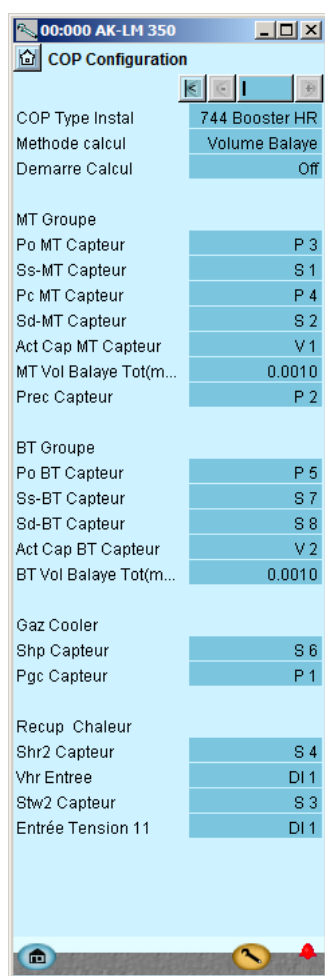 00:000 AK-LM 350
COP Configuration
COP Type Instal 744 Booster HR
Methode calcul Volume Balaye
Demarre Calcul Off
MT Groupe
Po MT Capteur P 3
Ss-MT Capteur S 1
Pc MT Capteur P 4
Sd-MT Capteur S 2
Act Cap MT Capteur V 1
MT Vol Balaye Tot(m... 0.0010
Prec Capteur P 2
BT Groupe
Po BT Capteur P 5
Ss-BT Capteur S 7
Sd-BT Capteur S 8
Act Cap BT Capteur V 2
BT Vol Balaye Tot(m... 0.0010
Gaz Cooler
Shp Capteur S 6
Pgc Capteur P 1
Recup Chaleur
Shr2 Capteur S 4
Vhr Entree DI 1
Stw2 Capteur S 3
Entrée Tension 11 DI 1